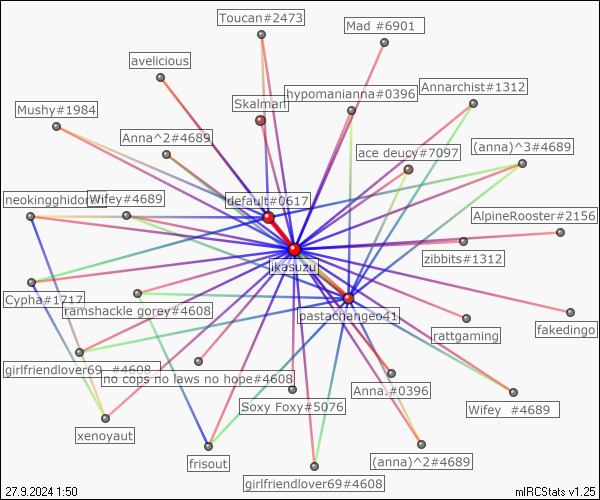 Toucan#2473
Mad #6901
avelicious
Annarchist#1312
hypomanianna#0396
Skalman
Mushy#1984
Anna^2#4689
(anna)^3#4689
ace deucy#7097
neokingghidora
Wifey#4689
default#0617
AlpineRooster#2156
zibbits#1312
ikasuzu
Cypha#1717
ramshackle gorey#4608
pastachangeo41
fakedingo
rattgaming
girlfriendlover69 #4608
no cops no laws no hope#4608
Anna.#0396
Soxy Foxy#5076
Wifey #4689
xenoyaut
frisout
(anna)^2#4689
girlfriendlover69#4608
27.9.2024 1:50
mIRCStats v1.25